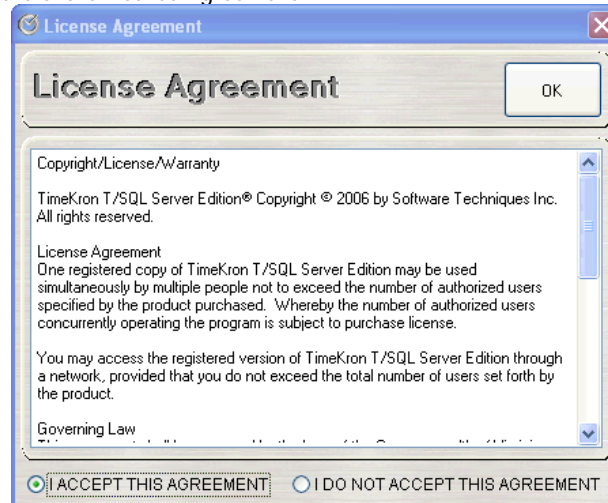 License Agreement
License Agreement
OK
Copyright/License/Warranty
TimeKron T/SQL Server Edition® Copyright © 2006 by Software Techniques Inc.
All rights reserved.
License Agreement
One registered copy of TimeKron T/SQL Server Edition may be used
simultaneously by multiple people not to exceed the number of authorized users
specified by the product purchased.  Whereby the number of authorized users
concurrently operating the program is subject to purchase license.
You may access the registered version of TimeKron T/SQL Server Edition through
a network, provided that you do not exceed the total number of users set forth by
the product.
Governing Law
I ACCEPT THIS AGREEMENT
I DO NOT ACCEPT THIS AGREEMENT